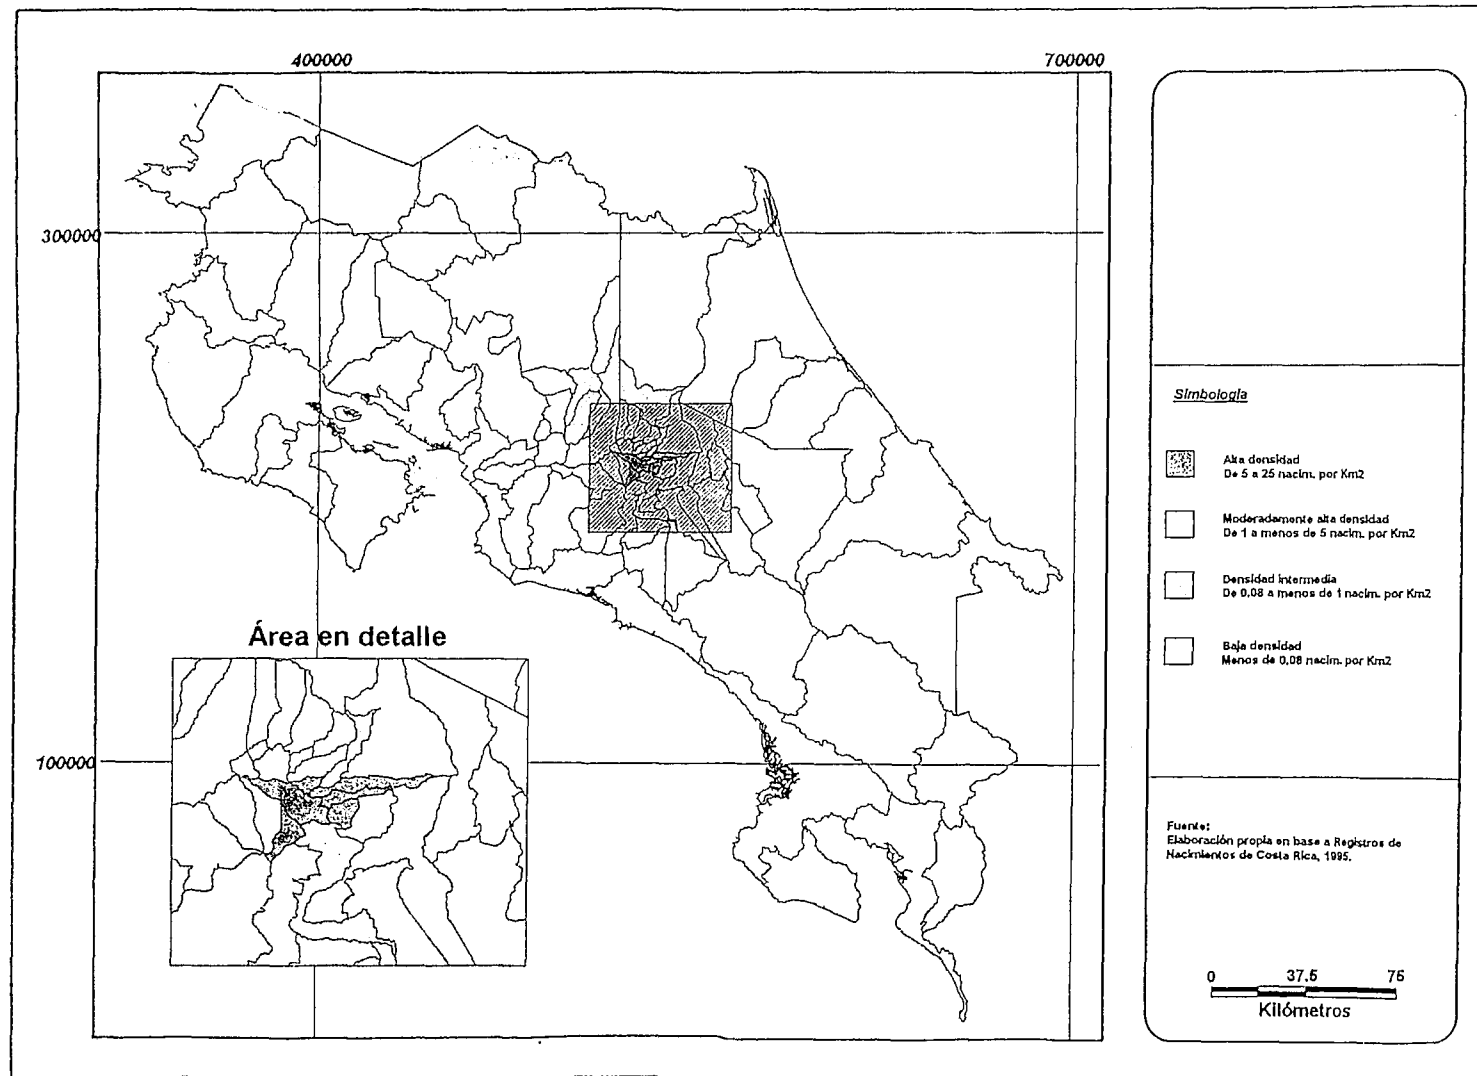 400000
700000
300000
100000
Área en detalle
Simbología
Alta densidad
De 5 a 25 nacim. por Km2
Moderadamente alta densidad
De 1 a menos de 5 nacim. por Km2
Densidad intermedia
De 0,08 a menos de 1 nacim. por Km2
Baja densidad
Menos de 0,08 nacim. por Km2
Fuente:
Elaboración propia en base a Registros de
Nacimientos de Costa Rica, 1995.
0 37,5 75
Kilómetros